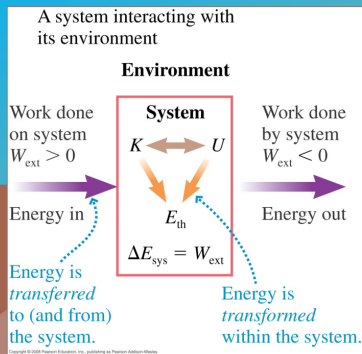 A system interacting with
its environment
Environment
Work done
on system
W_ext > 0
Energy in
System
K U
E_th
ΔE_sys = W_ext
Work done
by system
W_ext < 0
Energy out
Energy is
transferred
to (and from)
the system.
Energy is
transformed
within the system.
Copyright © 2008 Pearson Education, Inc., publishing as Pearson Addison-Wesley